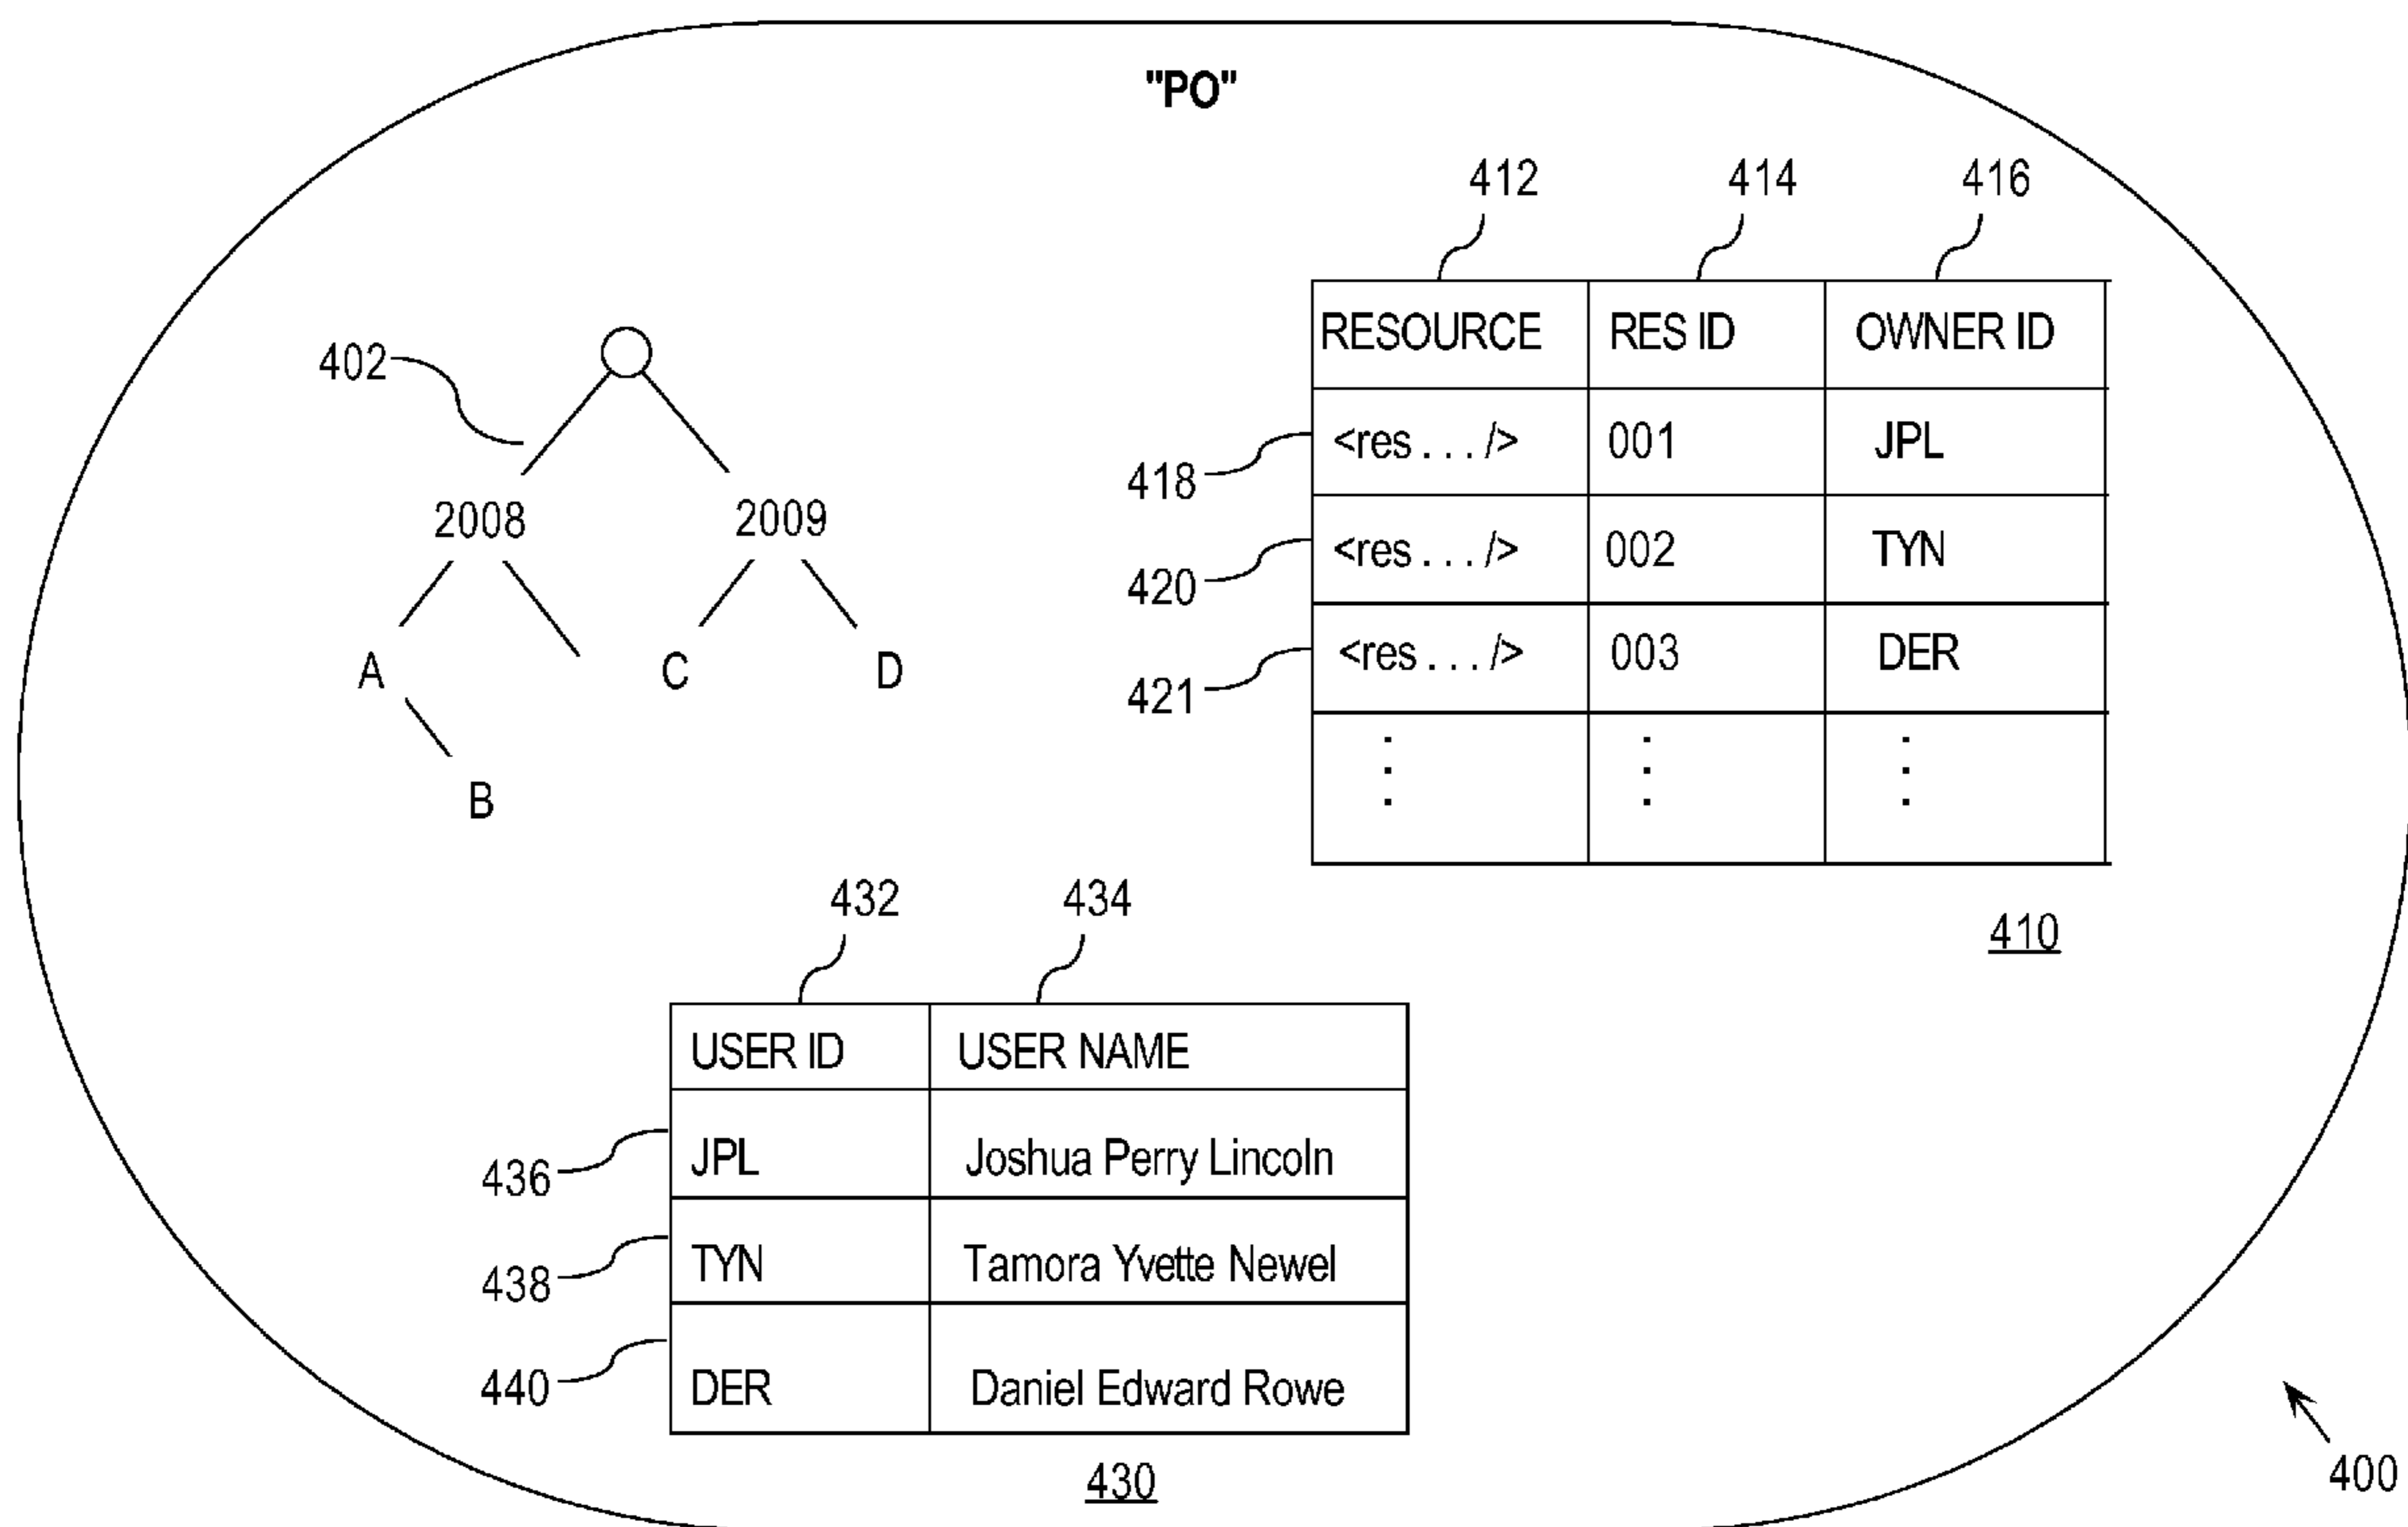 "PO"
412 414 416
402
RESOURCE RES ID OWNER ID
418 <res . . . /> 001 JPL
420 <res . . . /> 002 TYN
421 <res . . . /> 003 DER
2008 2009
A C D
B
410
432 434
USER ID USER NAME
436 JPL Joshua Perry Lincoln
438 TYN Tamora Yvette Newel
440 DER Daniel Edward Rowe
430
400